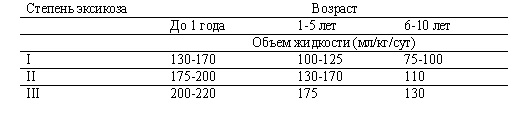 Степень эксикоза Возраст
До 1 года 1-5 лет 6-10 лет
Объем жидкости (мл/кг/сут)
I 130-170 100-125 75-100
II 175-200 130-170 110
III 200-220 175 130